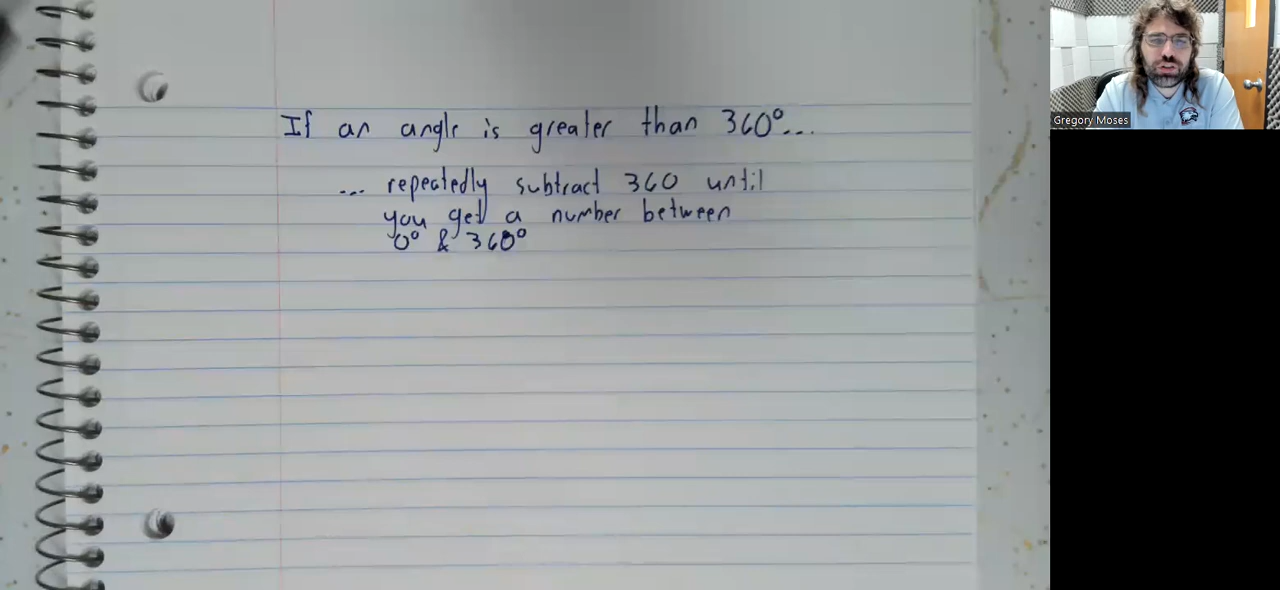 If an angle is greater than 360°...
... repeatedly subtract 360 until
you get a number between
0° & 360°
Gregory Moses